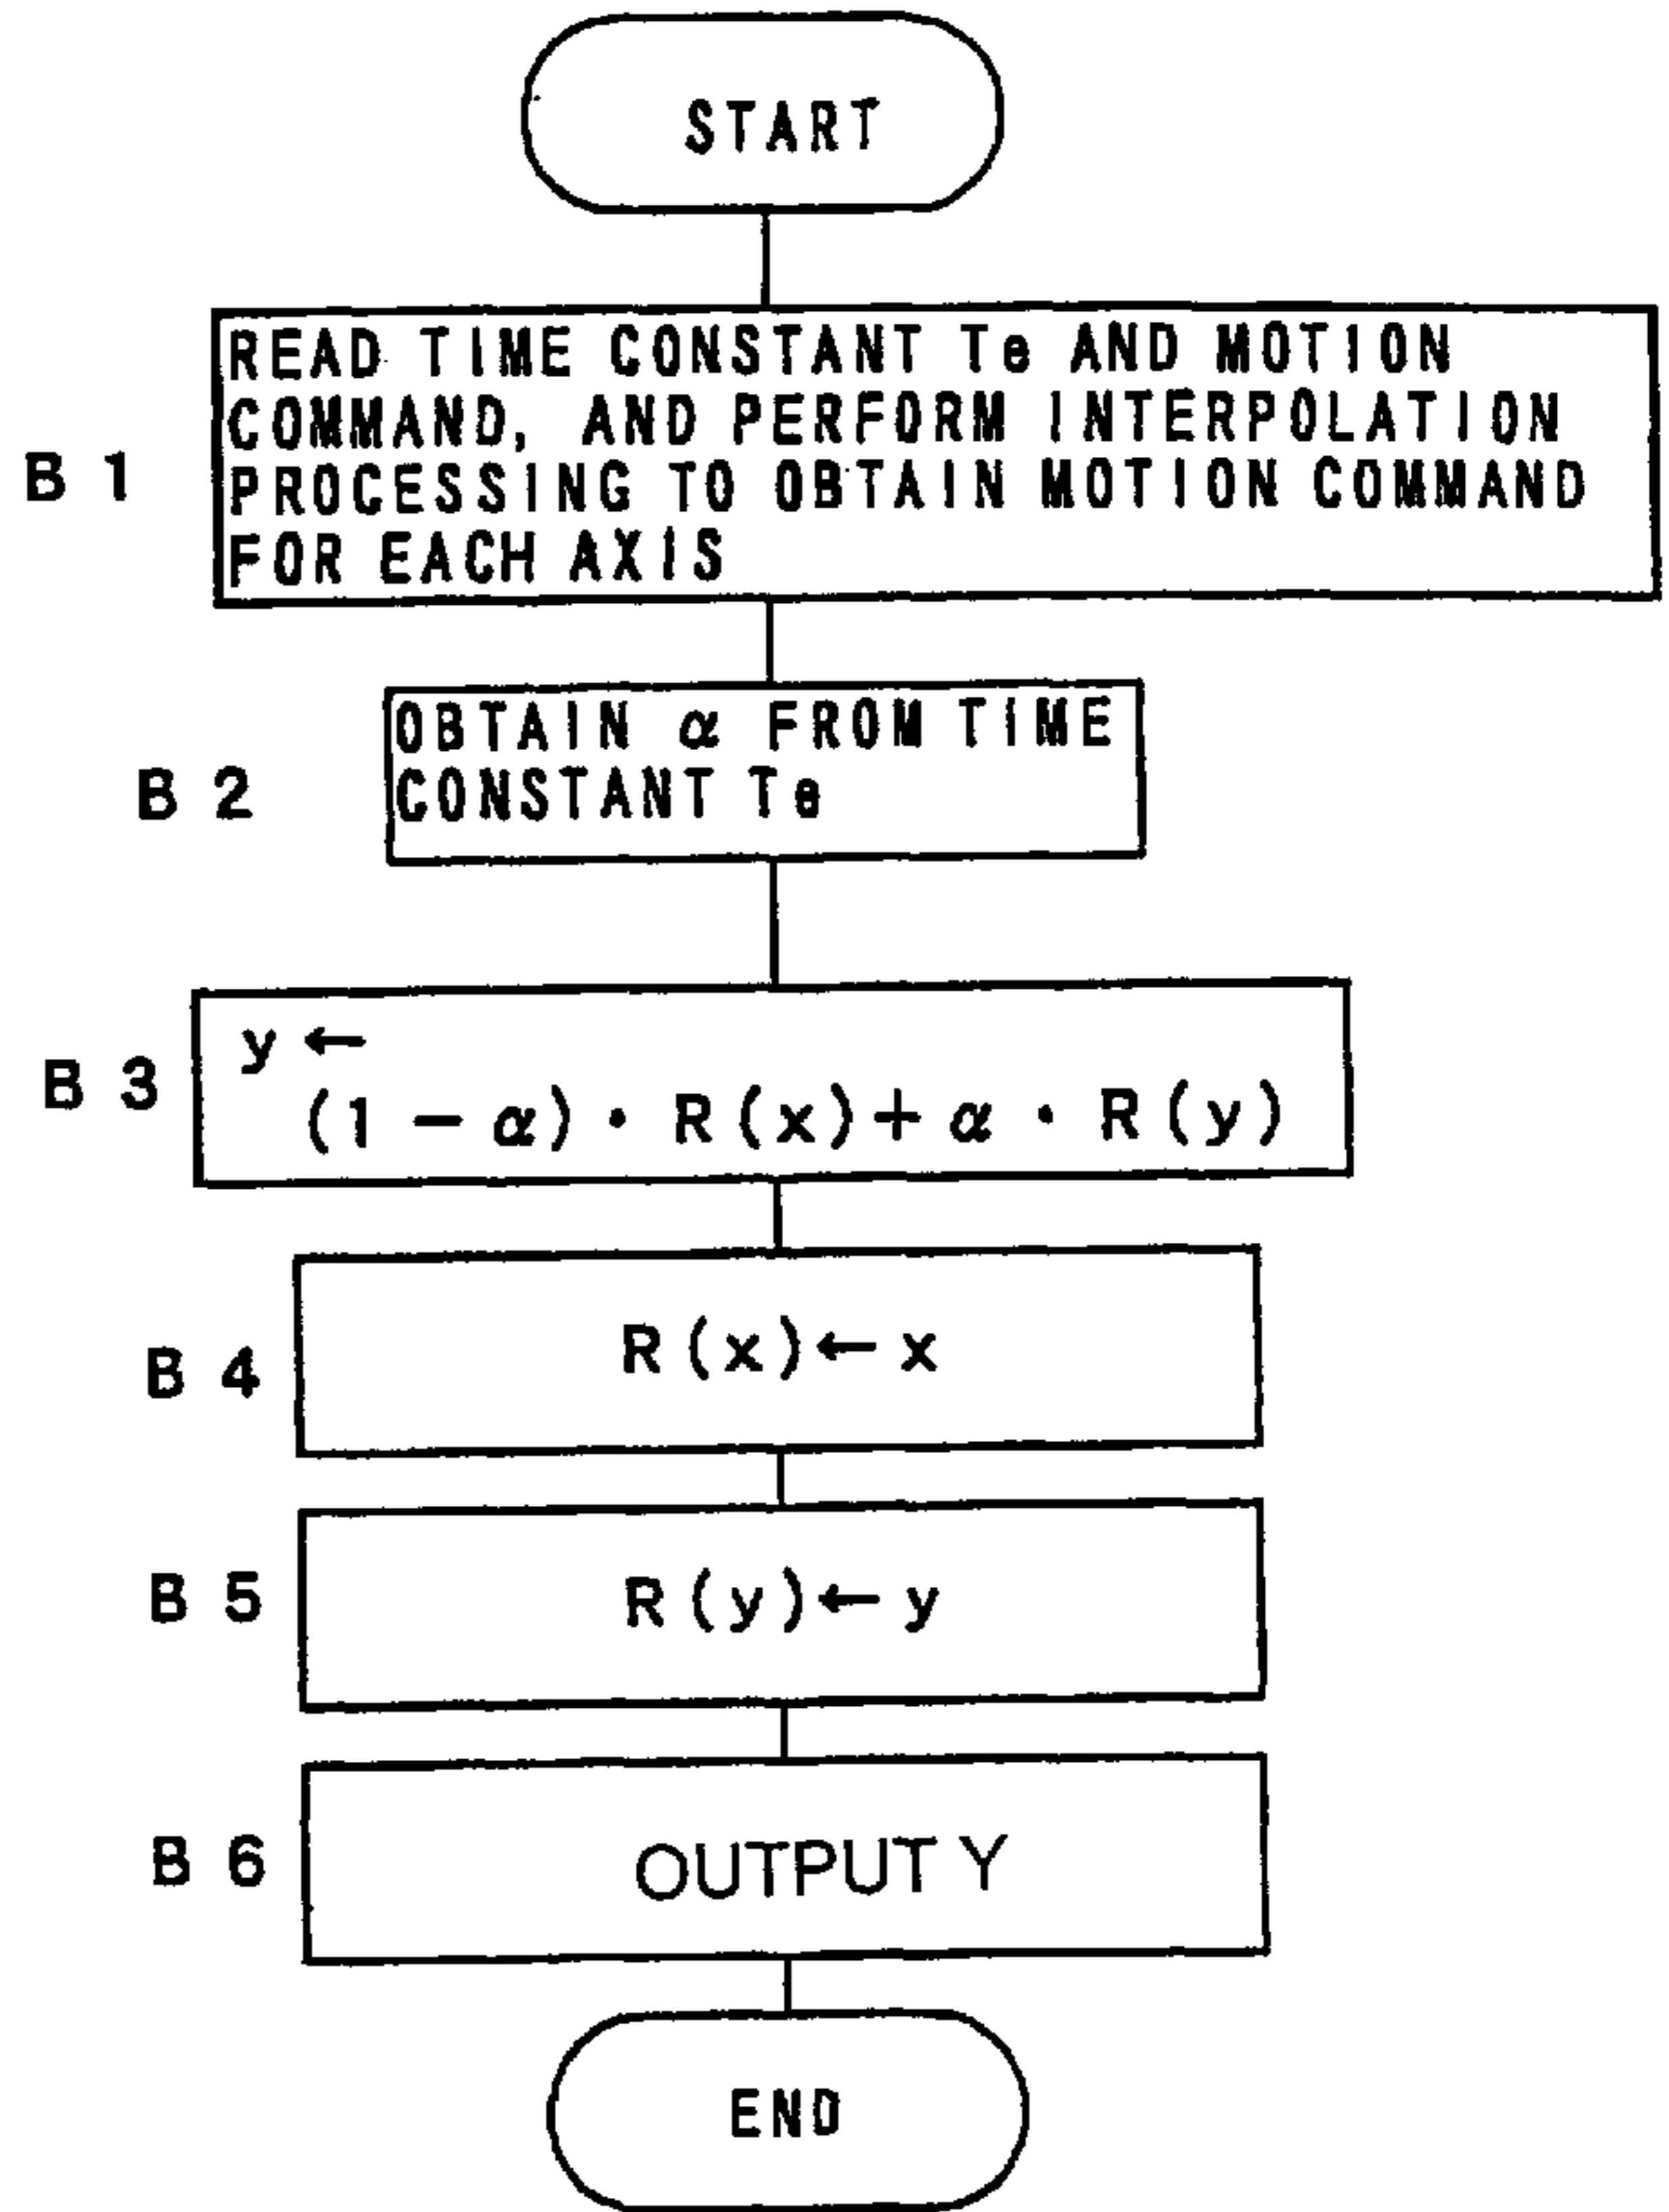 START
READ TIME CONSTANT Te AND MOTION
COMMAND, AND PERFORM INTERPOLATION
B 1
PROCESSING TO OBTAIN MOTION COMMAND
FOR EACH AXIS
OBTAIN α FROM TIME
B 2
CONSTANT Te
y ←
B 3
(1 - α) · R (x) + α · R (y)
B 4
R (x) ← x
B 5
R (y) ← y
B 6
OUTPUT Y
END